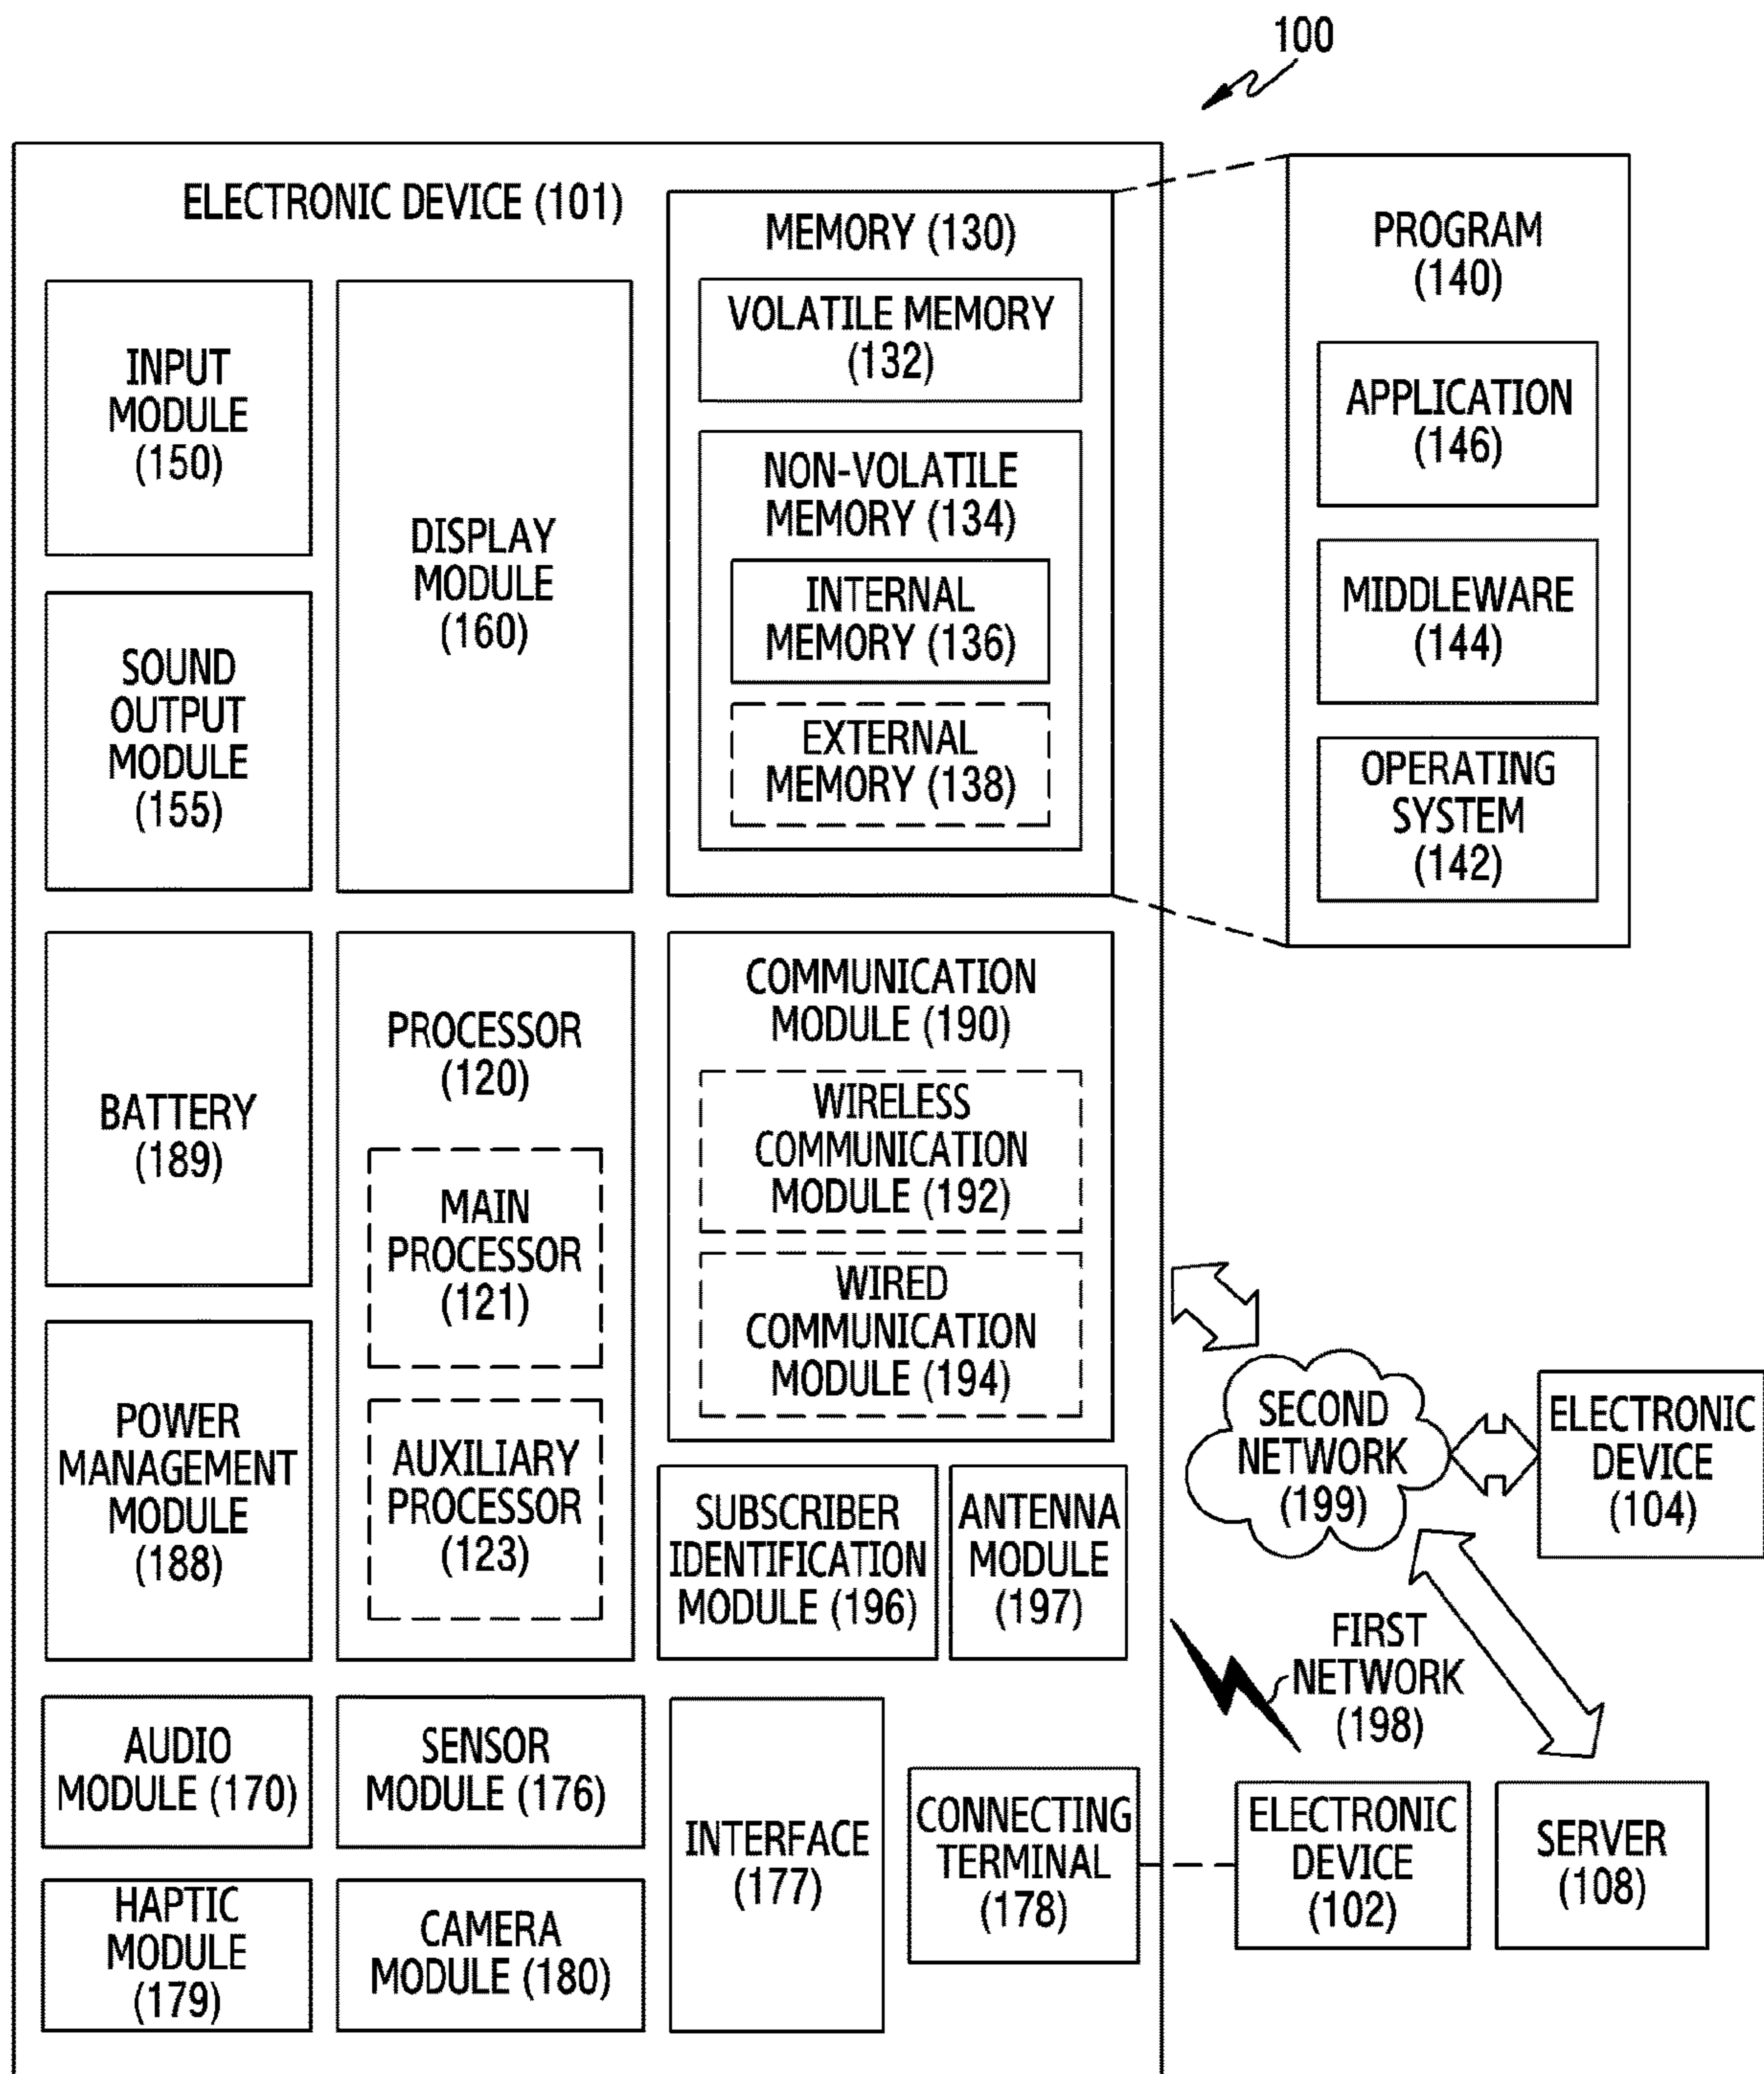 100
ELECTRONIC DEVICE (101)
INPUT
MODULE
(150)
SOUND
OUTPUT
MODULE
(155)
DISPLAY
MODULE
(160)
MEMORY (130)
VOLATILE MEMORY
(132)
NON-VOLATILE
MEMORY (134)
INTERNAL
MEMORY (136)
EXTERNAL
MEMORY (138)
PROGRAM
(140)
APPLICATION
(146)
MIDDLEWARE
(144)
OPERATING
SYSTEM
(142)
BATTERY
(189)
POWER
MANAGEMENT
MODULE
(188)
PROCESSOR
(120)
MAIN
PROCESSOR
(121)
AUXILIARY
PROCESSOR
(123)
COMMUNICATION
MODULE (190)
WIRELESS
COMMUNICATION
MODULE (192)
WIRED
COMMUNICATION
MODULE (194)
SUBSCRIBER
IDENTIFICATION
MODULE (196)
ANTENNA
MODULE
(197)
SECOND
NETWORK
(199)
ELECTRONIC
DEVICE
(104)
FIRST
NETWORK
(198)
AUDIO
MODULE (170)
SENSOR
MODULE (176)
HAPTIC
MODULE
(179)
CAMERA
MODULE (180)
INTERFACE
(177)
CONNECTING
TERMINAL
(178)
ELECTRONIC
DEVICE
(102)
SERVER
(108)